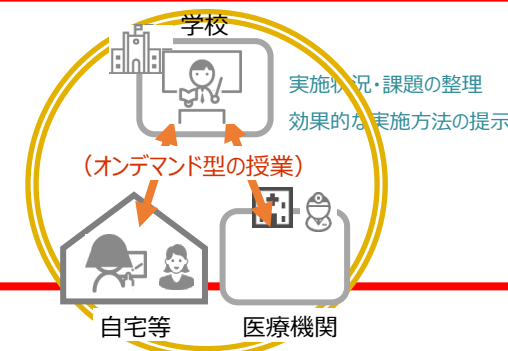 学校
実施状況・課題の整理
効果的な実施方法の提示
（オンデマンド型の授業）
自宅等
医療機関